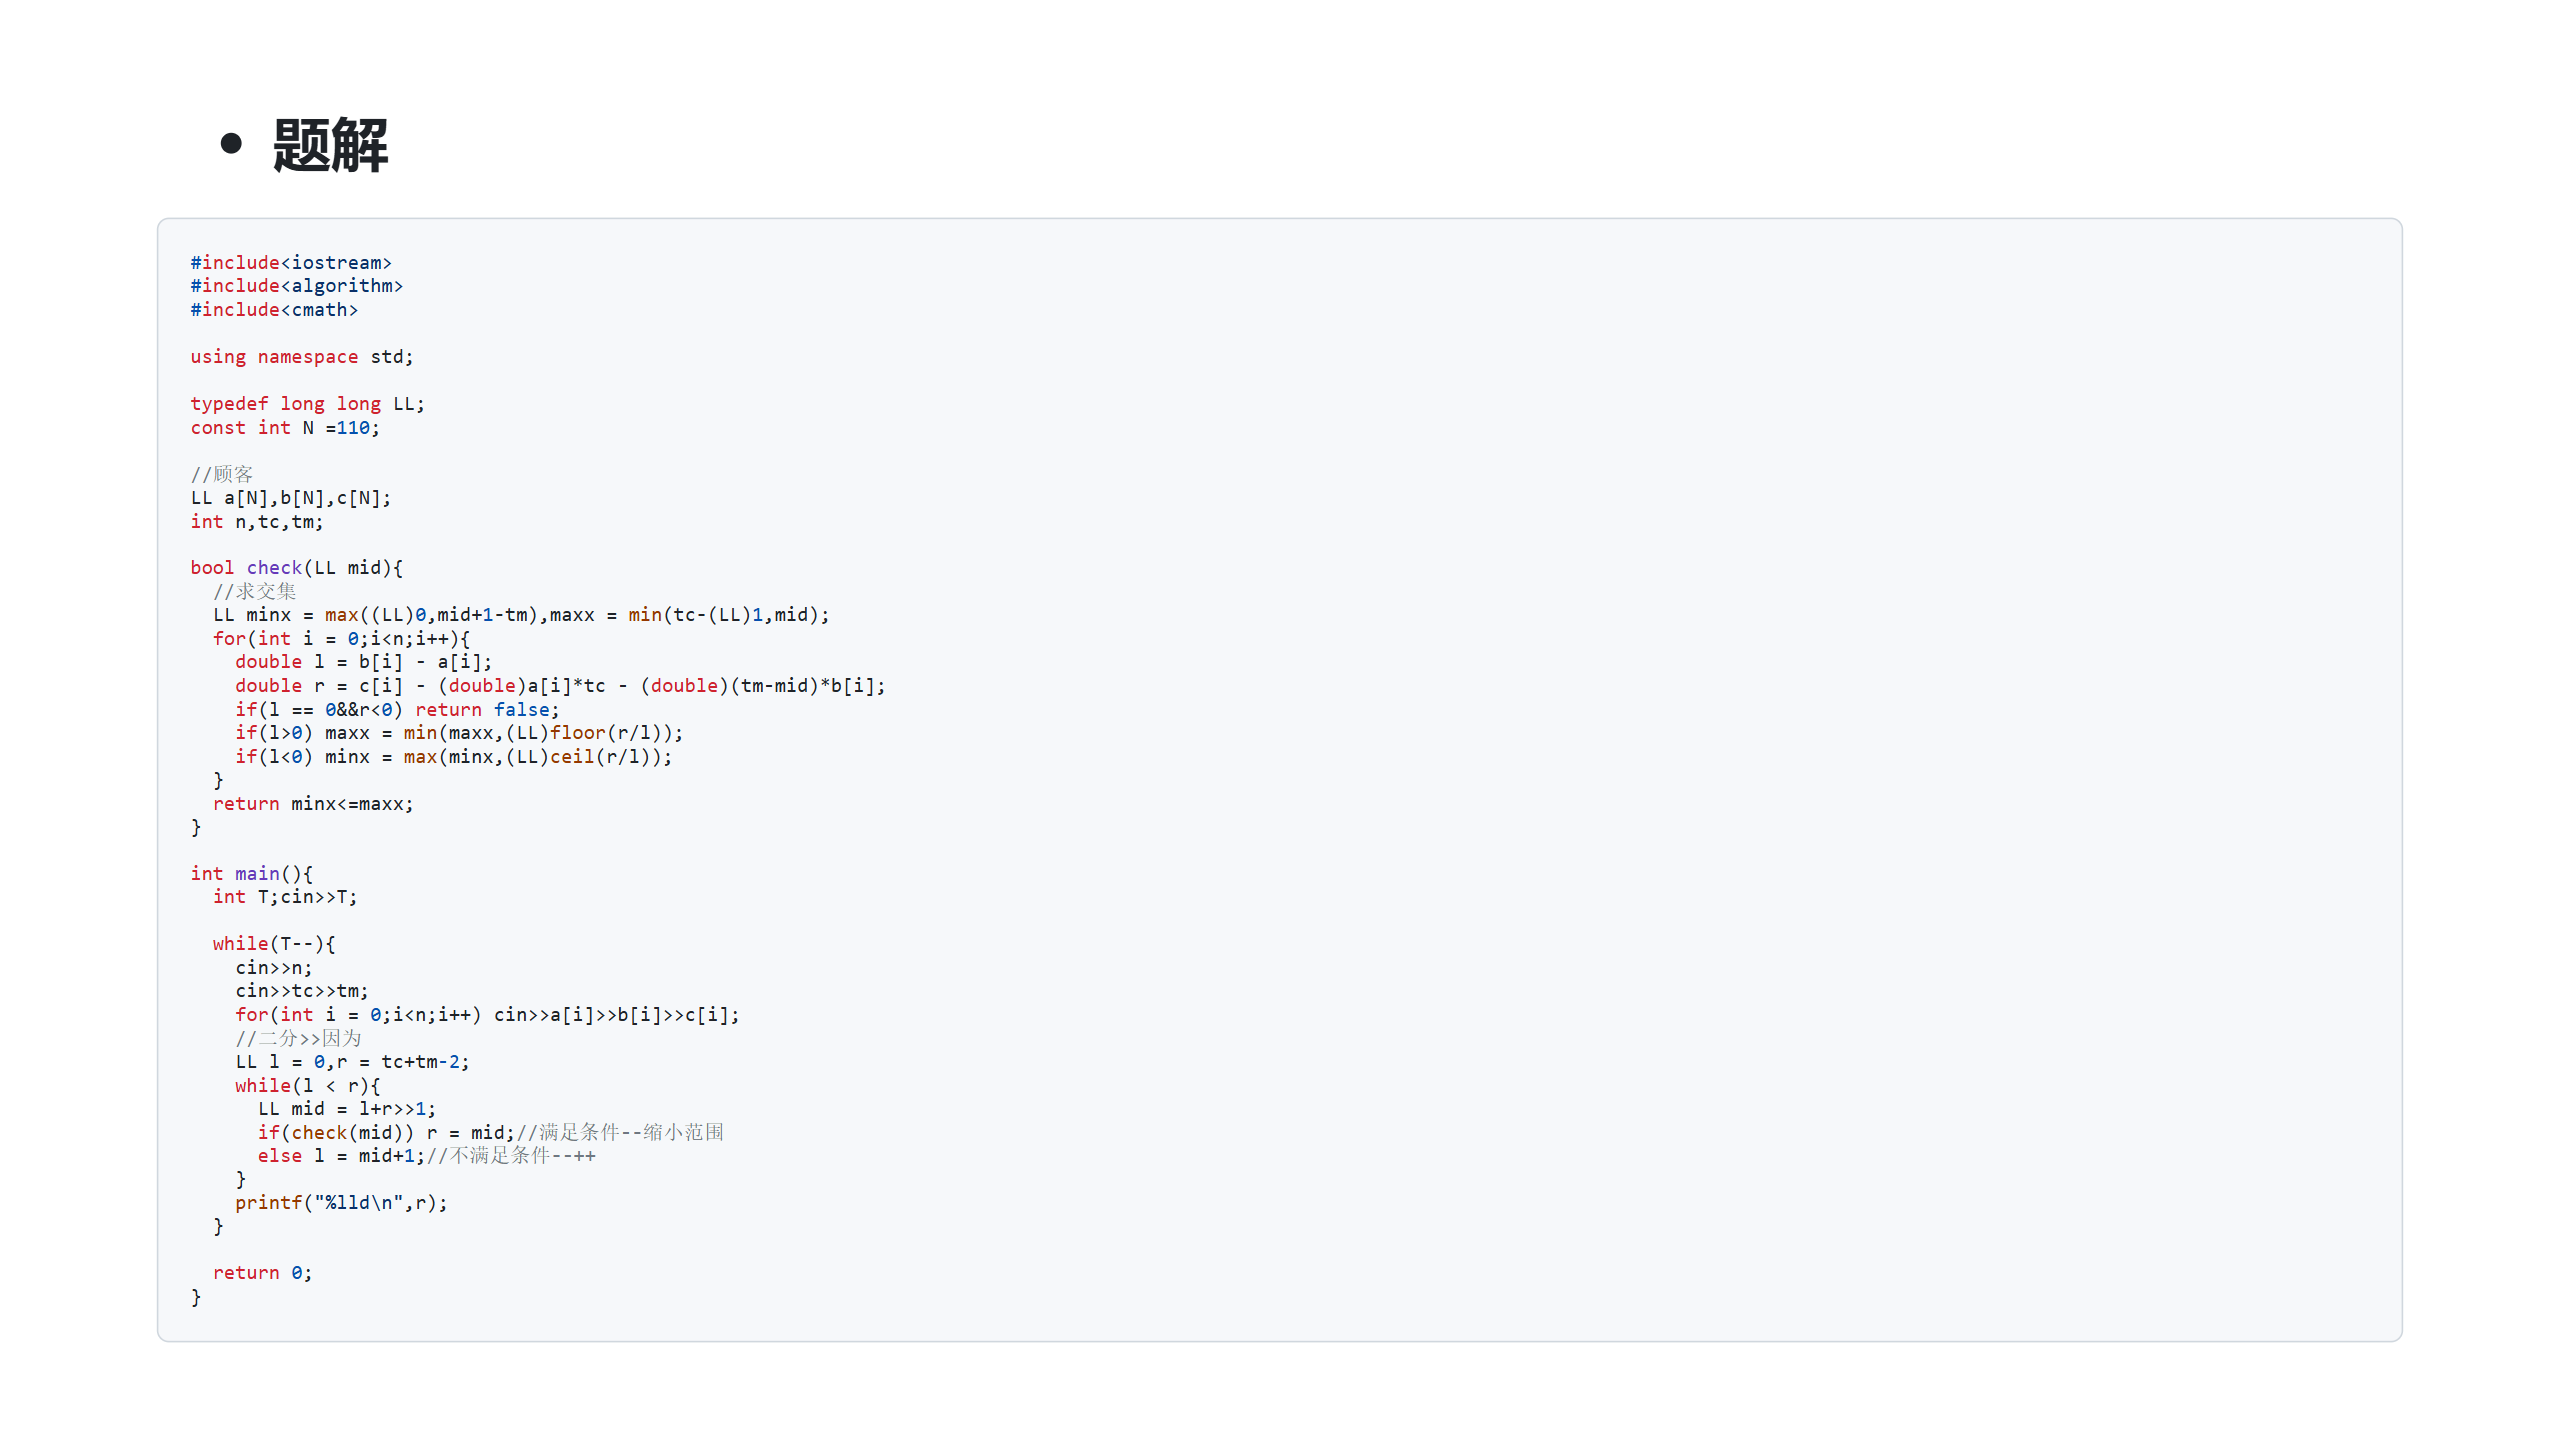 • 题解
#include<iostream>
#include<algorithm>
#include<cmath>

using namespace std;

typedef long long LL;
const int N =110;

//顾客
LL a[N],b[N],c[N];
int n,tc,tm;

bool check(LL mid){
  //求交集
  LL minx = max((LL)0,mid+1-tm),maxx = min(tc-(LL)1,mid);
  for(int i = 0;i<n;i++){
    double l = b[i] - a[i];
    double r = c[i] - (double)a[i]*tc - (double)(tm-mid)*b[i];
    if(l == 0&&r<0) return false;
    if(l>0) maxx = min(maxx,(LL)floor(r/l));
    if(l<0) minx = max(minx,(LL)ceil(r/l));
  }
  return minx<=maxx;
}

int main(){
  int T;cin>>T;

  while(T--){
    cin>>n;
    cin>>tc>>tm;
    for(int i = 0;i<n;i++) cin>>a[i]>>b[i]>>c[i];
    //二分>>因为
    LL l = 0,r = tc+tm-2;
    while(l < r){
      LL mid = l+r>>1;
      if(check(mid)) r = mid;//满足条件--缩小范围
      else l = mid+1;//不满足条件--++
    }
    printf("%lld\n",r);
  }

  return 0;
}